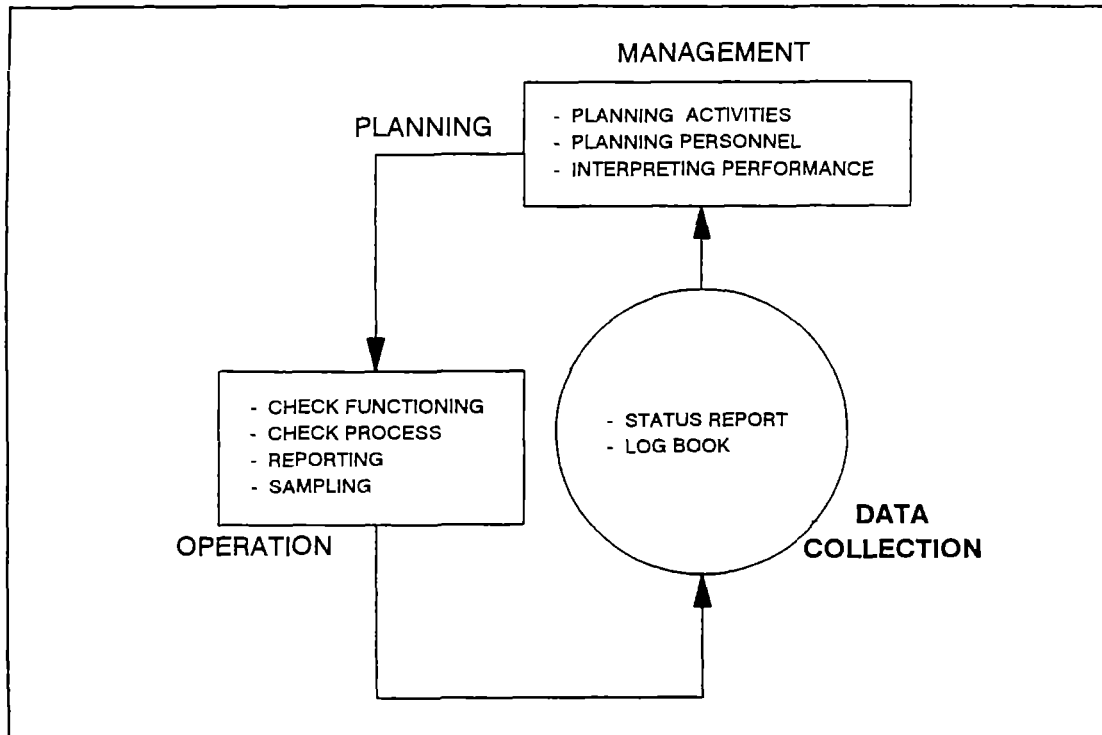 MANAGEMENT
- PLANNING ACTIVITIES
- PLANNING PERSONNEL
- INTERPRETING PERFORMANCE
PLANNING
- CHECK FUNCTIONING
- CHECK PROCESS
- REPORTING
- SAMPLING
OPERATION
- STATUS REPORT
- LOG BOOK
DATA
COLLECTION